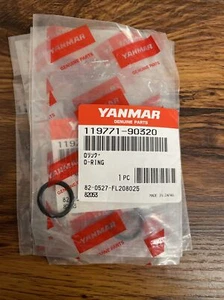 YANMAR
GENUINE PARTS
119771-90320
Oリング
O-RING
1 PC
82-0527-FL208025
MADE IN JAPAN